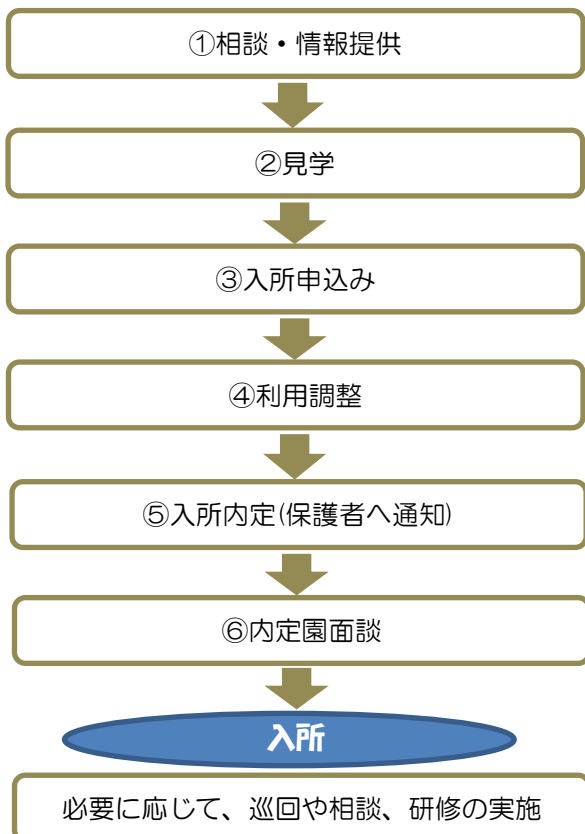 ①相談・情報提供
②見学
③入所申込み
④利用調整
⑤入所内定(保護者へ通知)
⑥内定園面談
入所
必要に応じて、巡回や相談、研修の実施